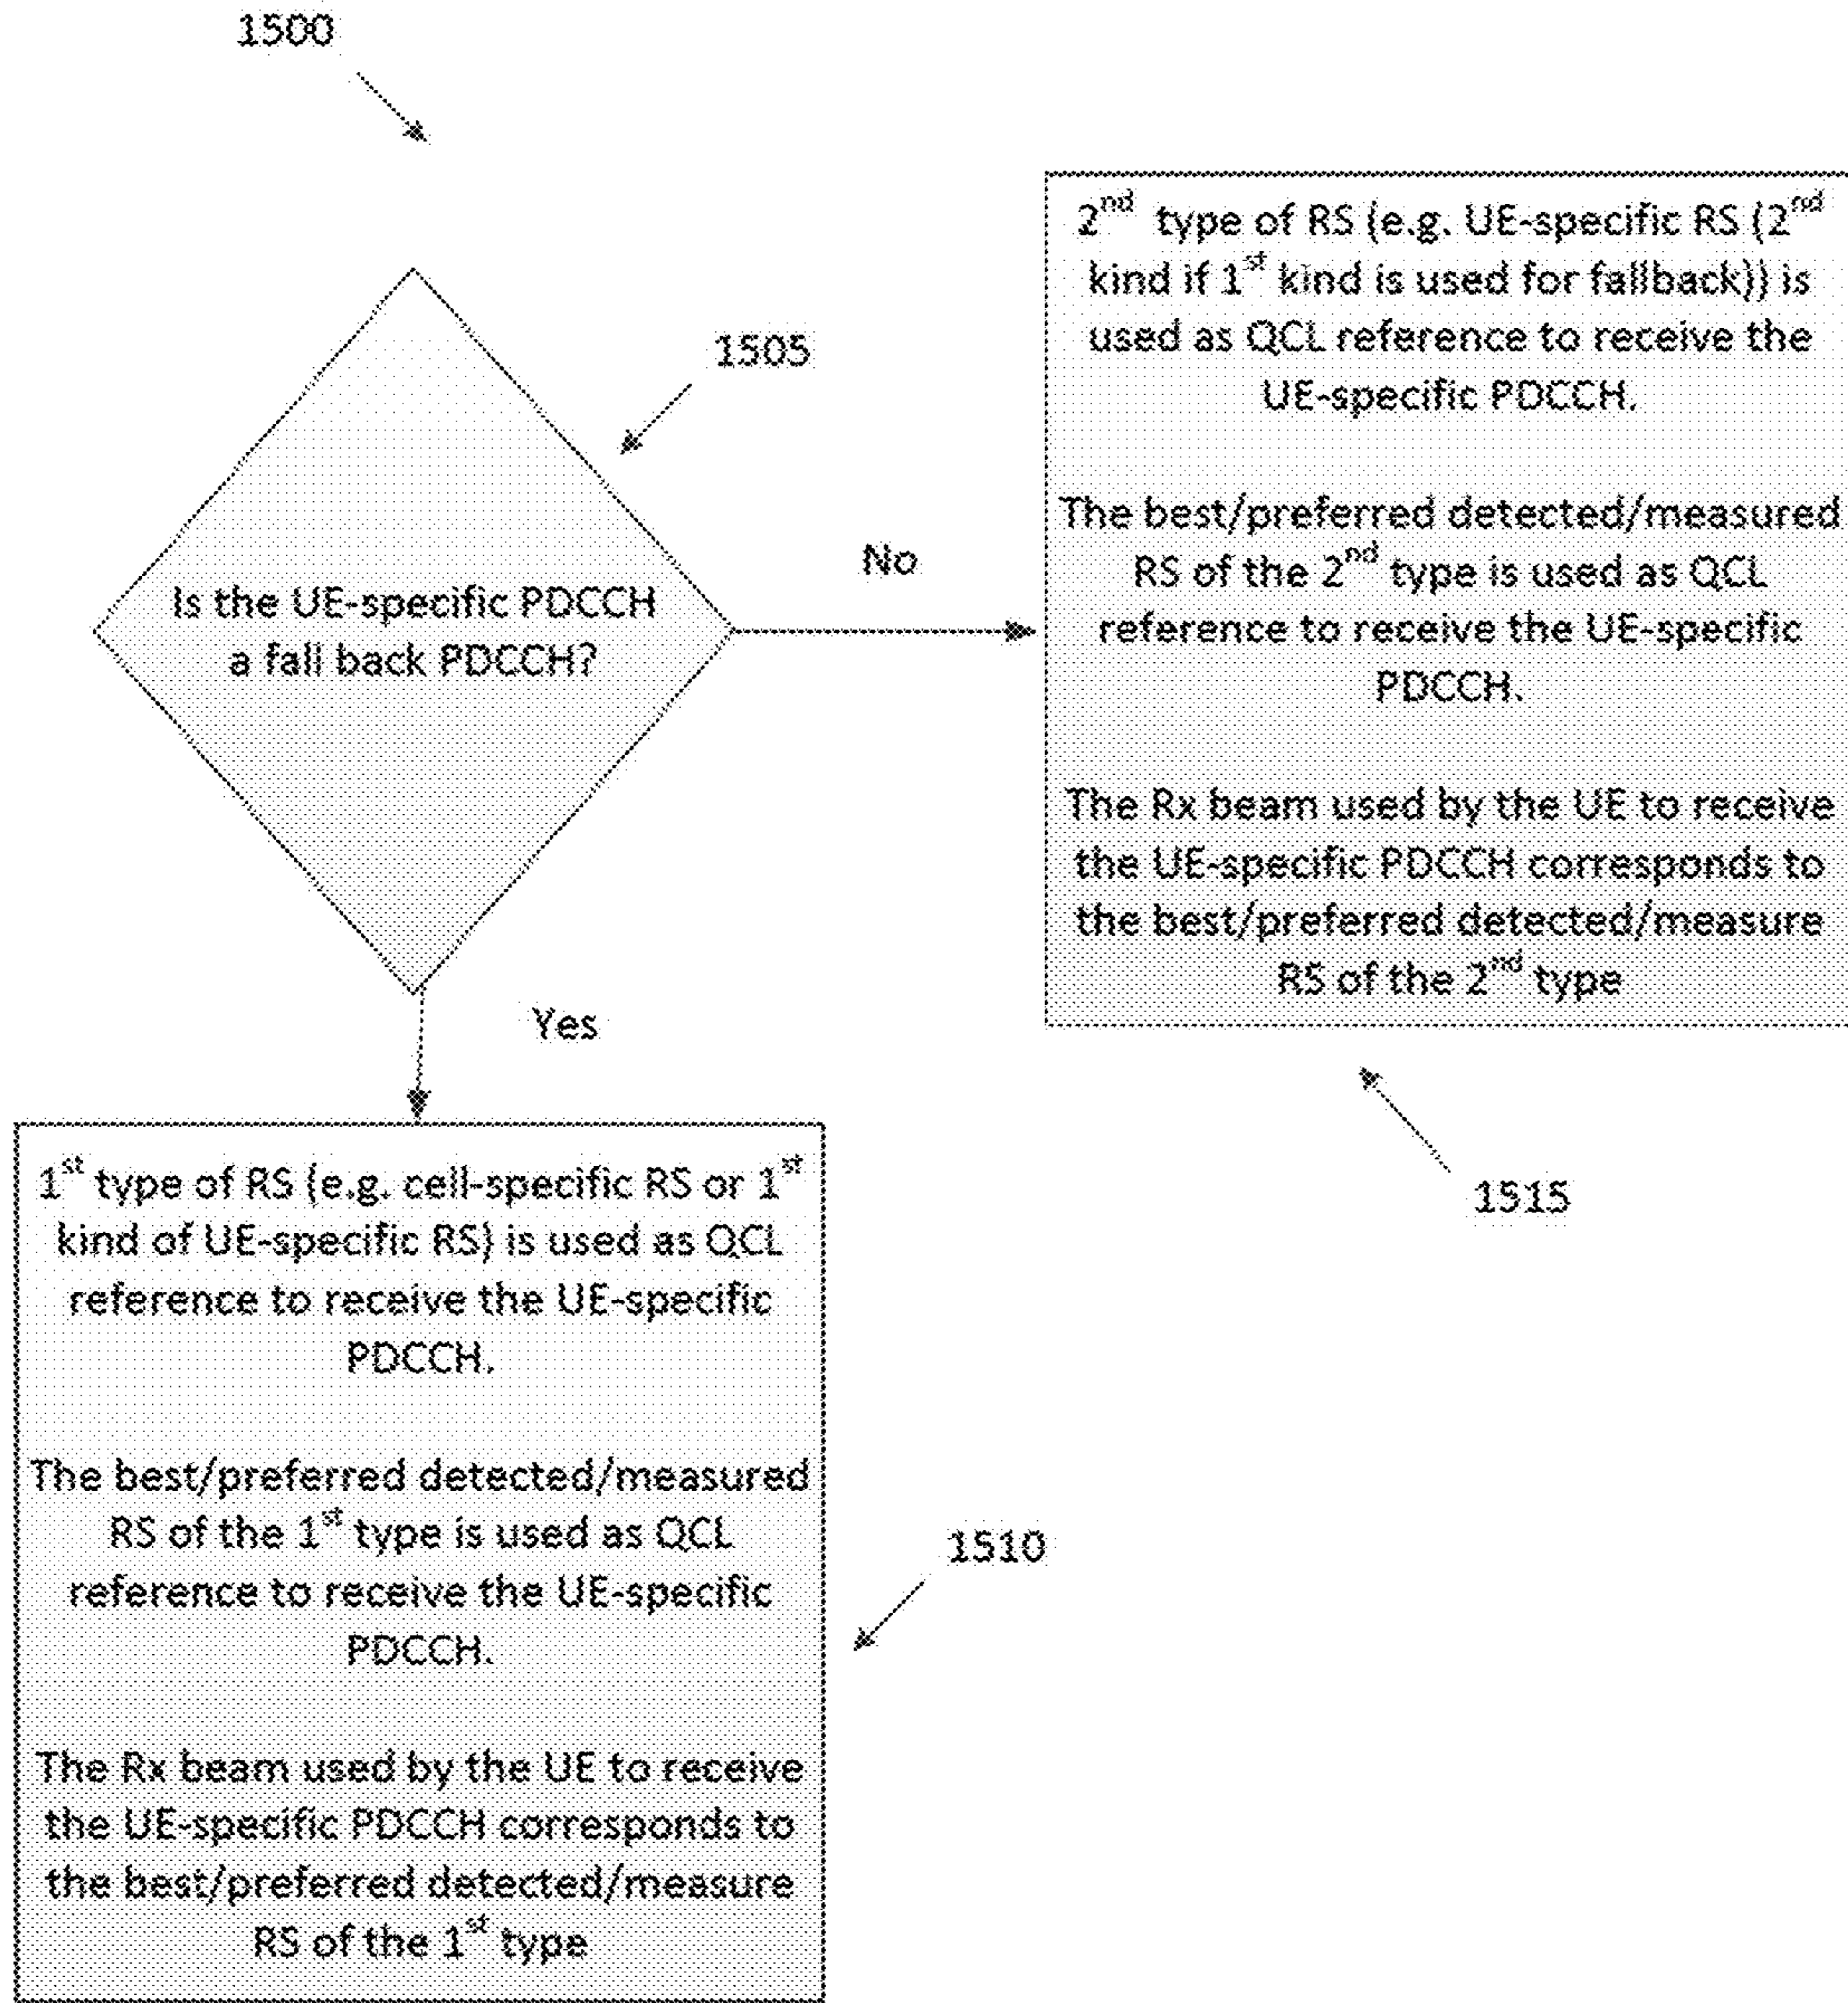 1500
1505
Is the UE-specific PDCCH
a fall back PDCCH?
No
2nd type of RS (e.g. UE-specific RS (2nd
kind if 1st kind is used for fallback)) is
used as QCL reference to receive the
UE-specific PDCCH.
The best/preferred detected/measured
RS of the 2nd type is used as QCL
reference to receive the UE-specific
PDCCH.
The Rx beam used by the UE to receive
the UE-specific PDCCH corresponds to
the best/preferred detected/measure
RS of the 2nd type
1515
Yes
1st type of RS (e.g. cell-specific RS or 1st
kind of UE-specific RS) is used as QCL
reference to receive the UE-specific
PDCCH.
The best/preferred detected/measured
RS of the 1st type is used as QCL
reference to receive the UE-specific
PDCCH.
The Rx beam used by the UE to receive
the UE-specific PDCCH corresponds to
the best/preferred detected/measure
RS of the 1st type
1510